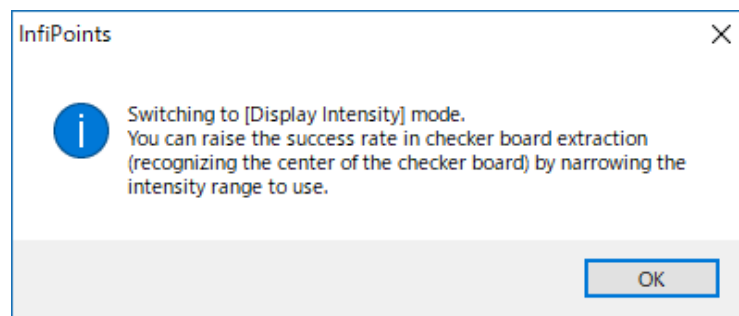 InfiPoints
Switching to [Display Intensity] mode.
You can raise the success rate in checker board extraction
(recognizing the center of the checker board) by narrowing the
intensity range to use.
OK